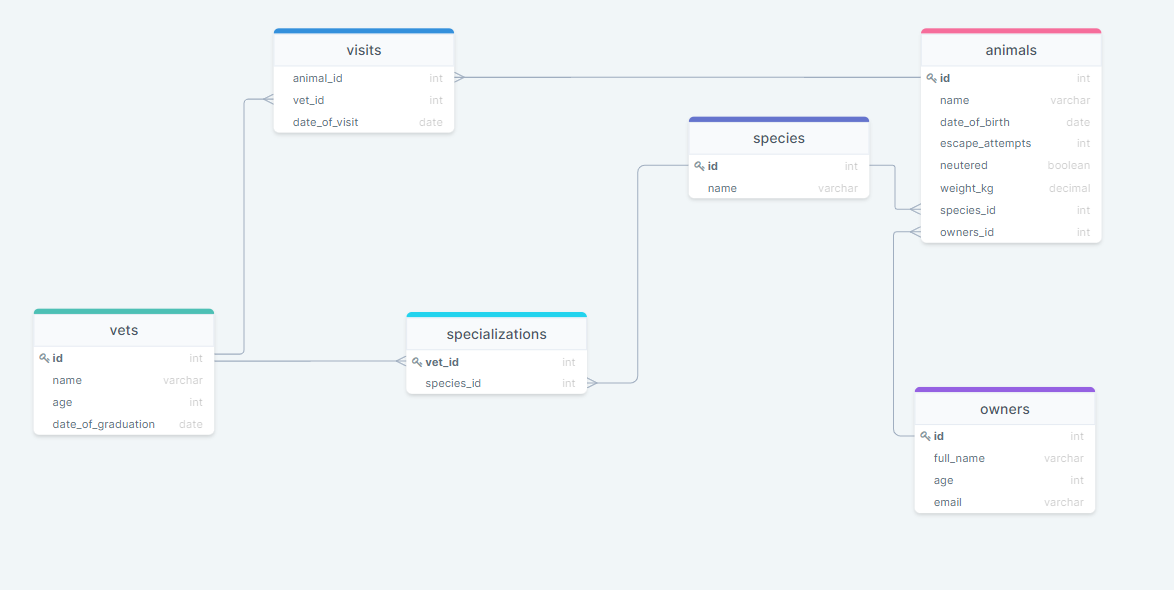 visits
animal_id int
vet_id int
date_of_visit date
animals
id int
name varchar
date_of_birth date
escape_attempts int
neutered boolean
weight_kg decimal
species_id int
owners_id int
species
id int
name varchar
vets
id int
name varchar
age int
date_of_graduation date
specializations
vet_id int
species_id int
owners
id int
full_name varchar
age int
email varchar